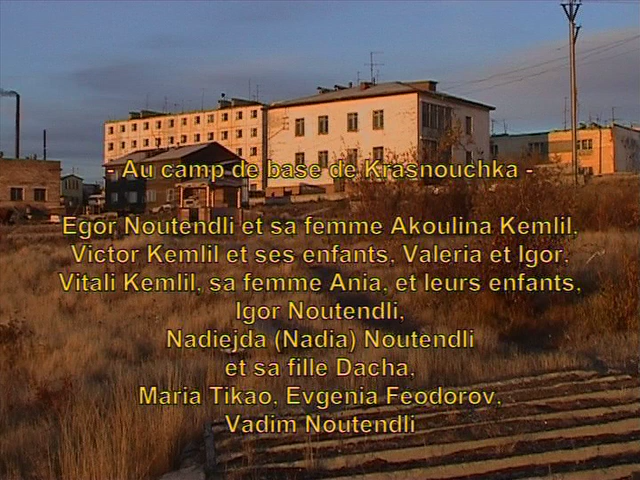 - Au camp de base de Krasnouchka -
Egor Noutendli et sa femme Akoulina Kemlil,
Victor Kemlil et ses enfants, Valeria et Igor,
Vitali Kemlil, sa femme Ania, et leurs enfants,
Igor Noutendli,
Nadiejda (Nadia) Noutendli
et sa fille Dacha,
Maria Tikao, Evgenia Feodorov,
Vadim Noutendli